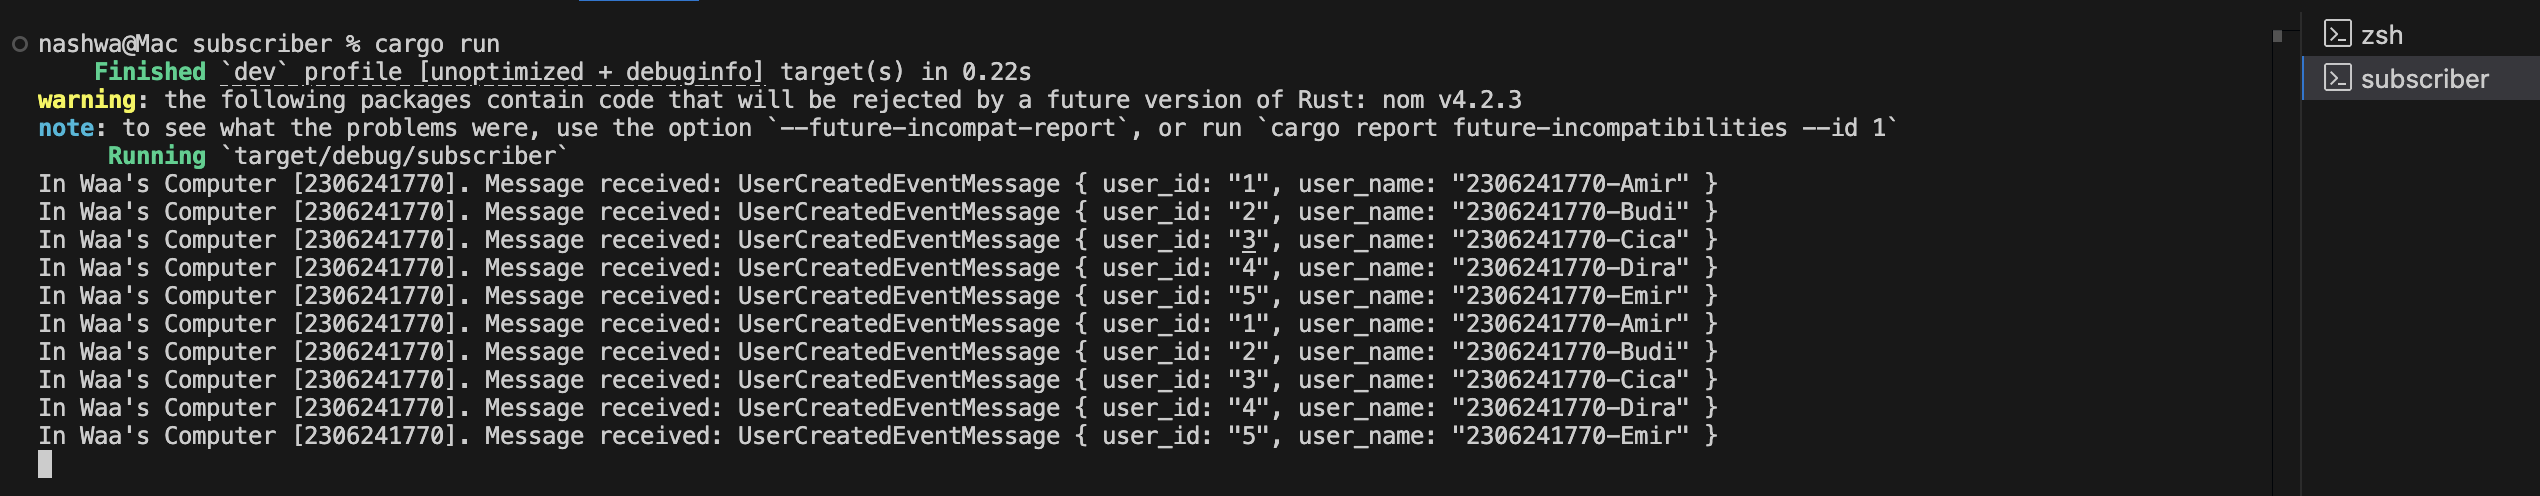 nashwa@Mac subscriber % cargo run
    Finished `dev` profile [unoptimized + debuginfo] target(s) in 0.22s
warning: the following packages contain code that will be rejected by a future version of Rust: nom v4.2.3
note: to see what the problems were, use the option `--future-incompat-report`, or run `cargo report future-incompatibilities --id 1`
     Running `target/debug/subscriber`
In Waa's Computer [2306241770]. Message received: UserCreatedEventMessage { user_id: "1", user_name: "2306241770-Amir" }
In Waa's Computer [2306241770]. Message received: UserCreatedEventMessage { user_id: "2", user_name: "2306241770-Budi" }
In Waa's Computer [2306241770]. Message received: UserCreatedEventMessage { user_id: "3", user_name: "2306241770-Cica" }
In Waa's Computer [2306241770]. Message received: UserCreatedEventMessage { user_id: "4", user_name: "2306241770-Dira" }
In Waa's Computer [2306241770]. Message received: UserCreatedEventMessage { user_id: "5", user_name: "2306241770-Emir" }
In Waa's Computer [2306241770]. Message received: UserCreatedEventMessage { user_id: "1", user_name: "2306241770-Amir" }
In Waa's Computer [2306241770]. Message received: UserCreatedEventMessage { user_id: "2", user_name: "2306241770-Budi" }
In Waa's Computer [2306241770]. Message received: UserCreatedEventMessage { user_id: "3", user_name: "2306241770-Cica" }
In Waa's Computer [2306241770]. Message received: UserCreatedEventMessage { user_id: "4", user_name: "2306241770-Dira" }
In Waa's Computer [2306241770]. Message received: UserCreatedEventMessage { user_id: "5", user_name: "2306241770-Emir" }
zsh
subscriber